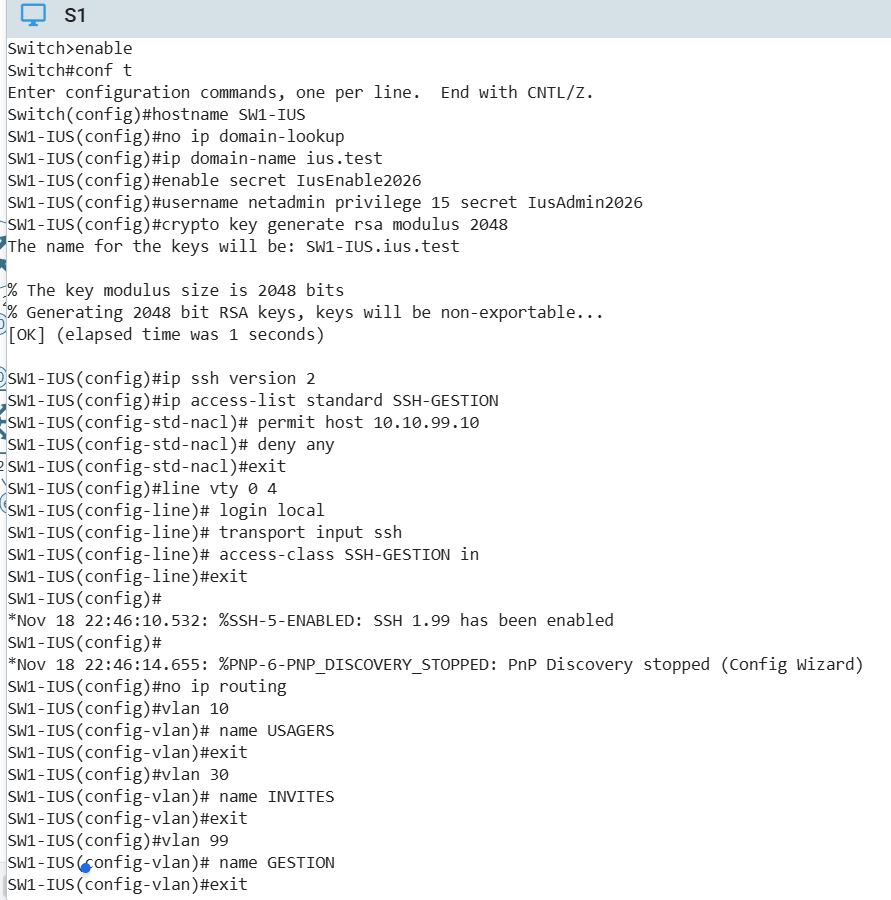 S1
Switch>enable
Switch#conf t
Enter configuration commands, one per line.  End with CNTL/Z.
Switch(config)#hostname SW1-IUS
SW1-IUS(config)#no ip domain-lookup
SW1-IUS(config)#ip domain-name ius.test
SW1-IUS(config)#enable secret IusEnable2026
SW1-IUS(config)#username netadmin privilege 15 secret IusAdmin2026
SW1-IUS(config)#crypto key generate rsa modulus 2048
The name for the keys will be: SW1-IUS.ius.test

% The key modulus size is 2048 bits
% Generating 2048 bit RSA keys, keys will be non-exportable...
[OK] (elapsed time was 1 seconds)

SW1-IUS(config)#ip ssh version 2
SW1-IUS(config)#ip access-list standard SSH-GESTION
SW1-IUS(config-std-nacl)# permit host 10.10.99.10
SW1-IUS(config-std-nacl)# deny any
SW1-IUS(config-std-nacl)#exit
SW1-IUS(config)#line vty 0 4
SW1-IUS(config-line)# login local
SW1-IUS(config-line)# transport input ssh
SW1-IUS(config-line)# access-class SSH-GESTION in
SW1-IUS(config-line)#exit
SW1-IUS(config)#
*Nov 18 22:46:10.532: %SSH-5-ENABLED: SSH 1.99 has been enabled
SW1-IUS(config)#
*Nov 18 22:46:14.655: %PNP-6-PNP_DISCOVERY_STOPPED: PnP Discovery stopped (Config Wizard)
SW1-IUS(config)#no ip routing
SW1-IUS(config)#vlan 10
SW1-IUS(config-vlan)# name USAGERS
SW1-IUS(config-vlan)#exit
SW1-IUS(config)#vlan 30
SW1-IUS(config-vlan)# name INVITES
SW1-IUS(config-vlan)#exit
SW1-IUS(config)#vlan 99
SW1-IUS(config-vlan)# name GESTION
SW1-IUS(config-vlan)#exit